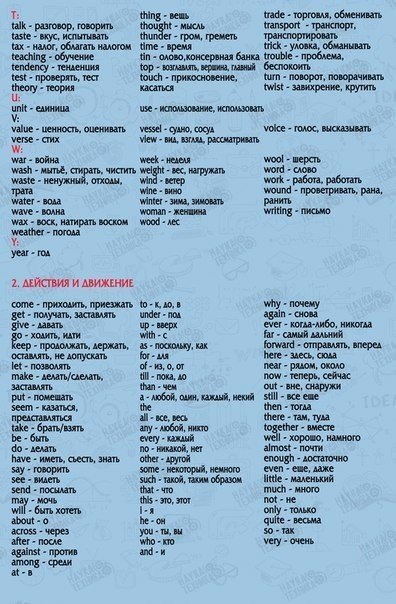 T:
talk - разговор, говорить
taste - вкус, испытывать
tax - налог, облагать налогом
teaching - обучение
tendency - тенденция
test - проверять, тест
theory - теория
thing - вещь
thought - мысль
thunder - гром, греметь
time - время
tin - олово,консервная банка
top - возглавлять, вершина, главный
touch - прикосновение,
касаться
trade - торговля, обменивать
transport - транспорт,
транспортировать
trick - уловка, обманывать
trouble - проблема,
беспокоить
turn - поворот, поворачивать
twist - завихрение, крутить
U:
unit - единица
use - использование, использовать
V:
value - ценность, оценивать
verse - стих
vessel - судно, сосуд
view - вид, взгляд, рассматривать
voice - голос, высказывать
W:
war - война
wash - мытьё, стирать, чистить
waste - ненужный, отходы,
трата
water - вода
wave - волна
wax - воск, натирать воском
weather - погода
week - неделя
weight - вес, нагружать
wind - ветер
wine - вино
winter - зима, зимовать
woman - женщина
wood - лес
wool - шерсть
word - слово
work - работа, работать
wound - проветривать, рана,
ранить
writing - письмо
Y:
year - год
2. ДЕЙСТВИЯ И ДВИЖЕНИЕ
come - приходить, приезжать
get - получать, заставлять
give - давать
go - ходить, идти
keep - продолжать, держать,
оставлять, не допускать
let - позволять
make - делать/сделать,
заставлять
put - помещать
seem - казаться,
представляться
take - брать/взять
be - быть
do - делать
have - иметь, съесть, знать
say - говорить
see - видеть
send - посылать
may - мочь
will - быть хотеть
about - о
across - через
after - после
against - против
among - среди
at - в
to - к, до, в
under - под
up - вверх
with - с
as - поскольку, как
for - для
of - из, о, от
till - пока, до
than - чем
a - любой, один, каждый, некий
the
all - все, весь
any - любой, никто
every - каждый
no - никакой, нет
other - другой
some - некоторый, немного
such - такой, таким образом
that - что
this - это, этот
i - я
he - он
you - ты, вы
who - кто
and - и
why - почему
again - снова
ever - когда-либо, никогда
far - самый дальний
forward - отправлять, вперед
here - здесь, сюда
near - рядом, около
now - теперь, сейчас
out - вне, снаружи
still - все еще
then - тогда
there - там, туда
together - вместе
well - хорошо, намного
almost - почти
enough - достаточно
even - еще, даже
little - маленький
much - много
not - не
only - только
quite - весьма
so - так
very - очень